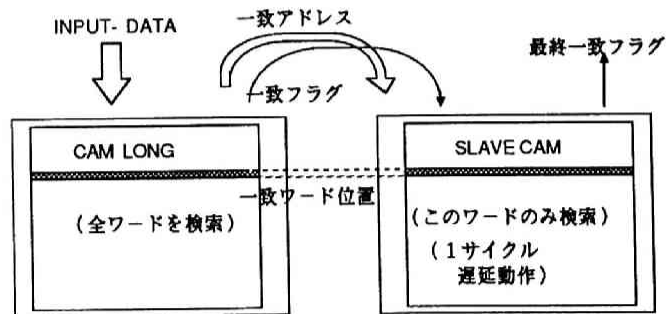 INPUT- DATA
一致アドレス
最終一致フラグ
一致フラグ
CAM LONG
SLAVE CAM
一致ワード位置
(全ワードを検索)
(このワードのみ検索)
(1サイクル
遅延動作)